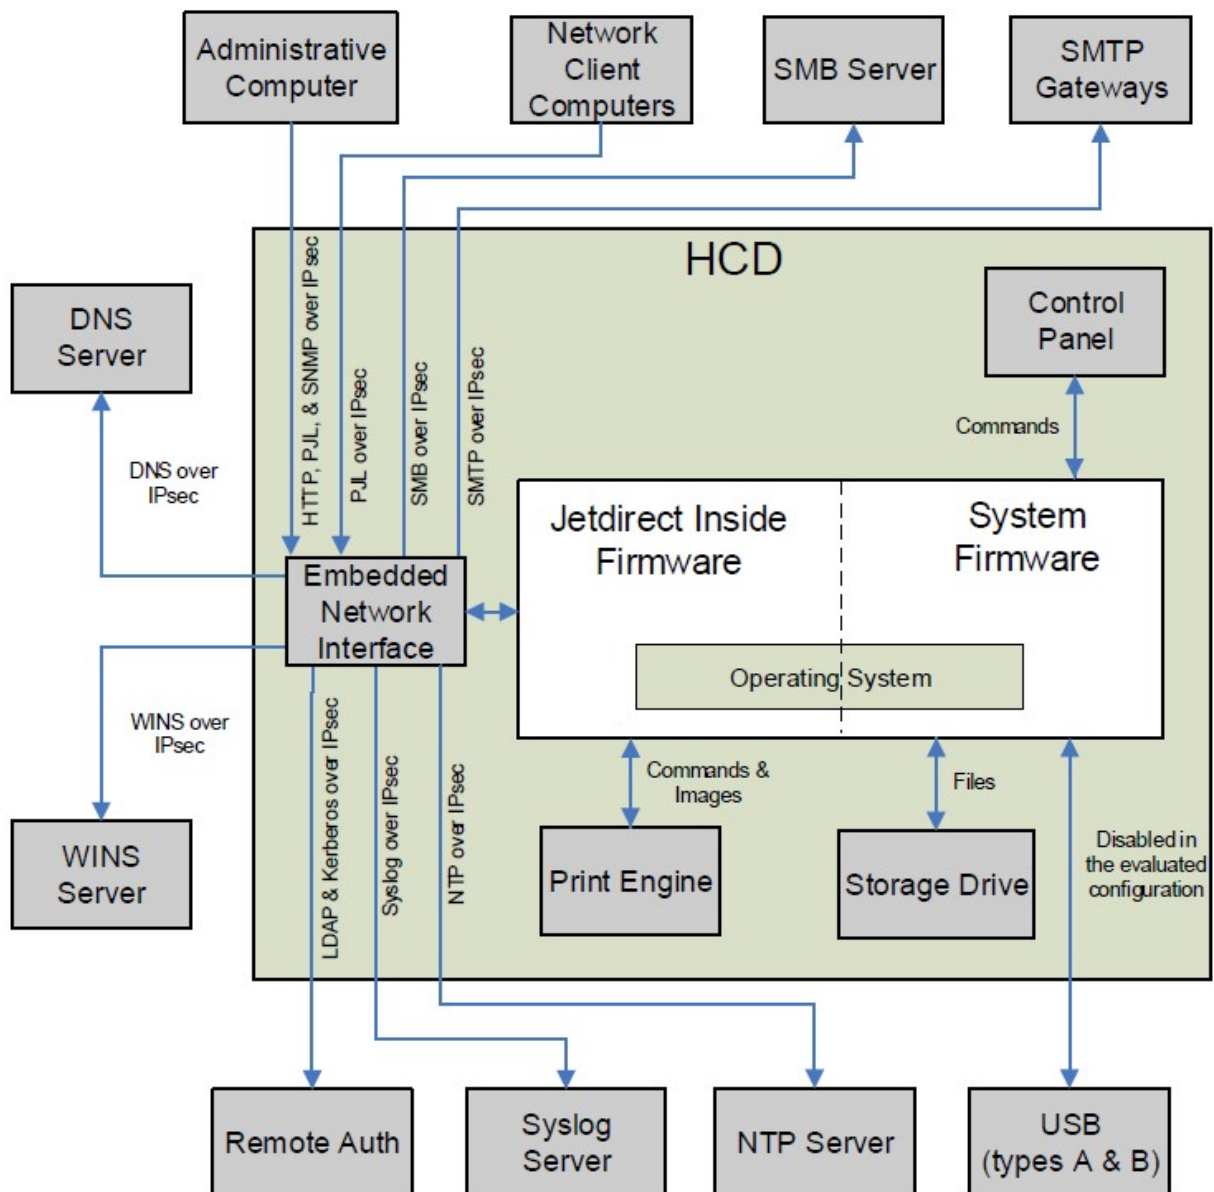 Administrative
Computer
Network
Client
Computers
SMB Server
SMTP
Gateways
HCD
DNS
Server
Control
Panel
HTTP, PJL, & SNMP over IPsec
PJL over IPsec
SMB over IPsec
SMTP over IPsec
Commands
DNS over
IPsec
Jetdirect Inside
Firmware
System
Firmware
Embedded
Network
Interface
Operating System
WINS over
IPsec
LDAP & Kerberos over IPsec
Syslog over IPsec
NTP over IPsec
Commands &
Images
Files
Disabled in
the evaluated
configuration
WINS
Server
Print Engine
Storage Drive
Remote Auth
Syslog
Server
NTP Server
USB
(types A & B)